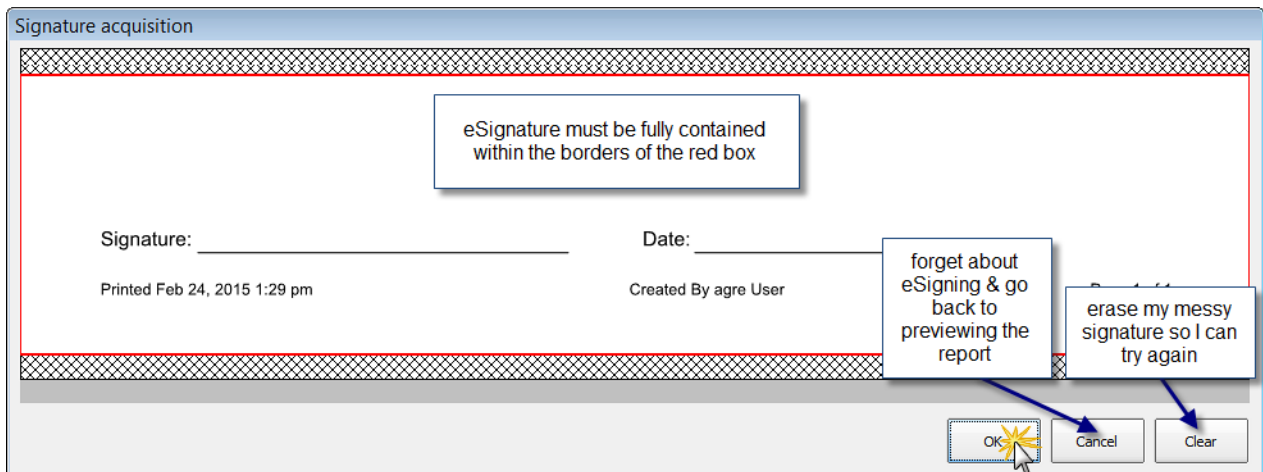 Signature acquisition
eSignature must be fully contained
within the borders of the red box
Signature:
Date:
Printed Feb 24, 2015 1:29 pm
Created By agre User
forget about
eSigning & go
back to
previewing the
report
erase my messy
signature so I can
try again
OK
Cancel
Clear